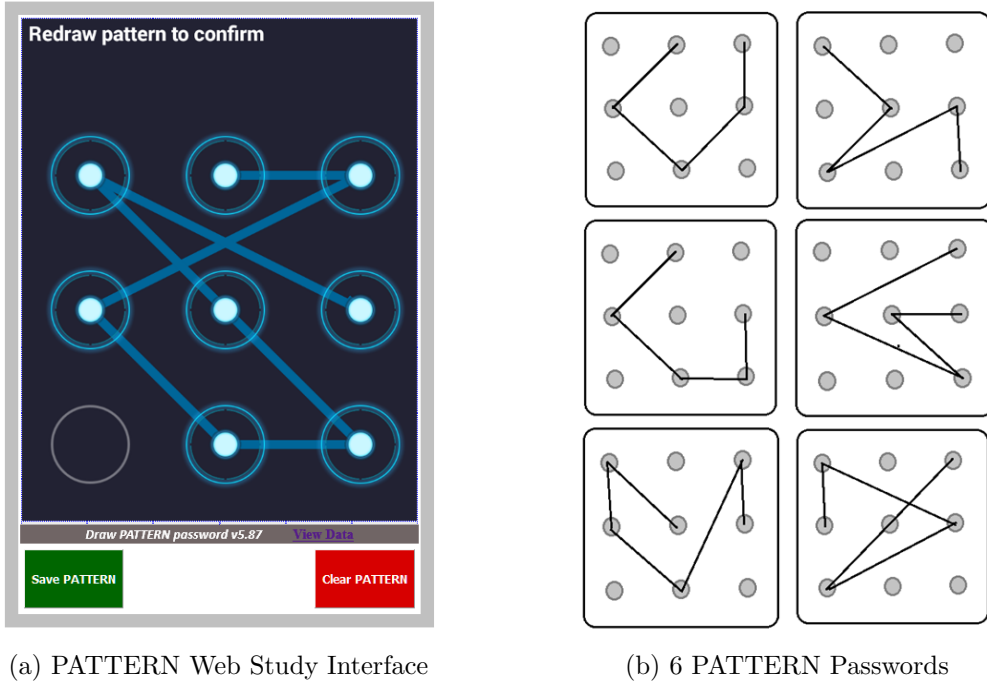 Redraw pattern to confirm
Draw PATTERN password v5.87 View Data
Save PATTERN Clear PATTERN
(a) PATTERN Web Study Interface
(b) 6 PATTERN Passwords